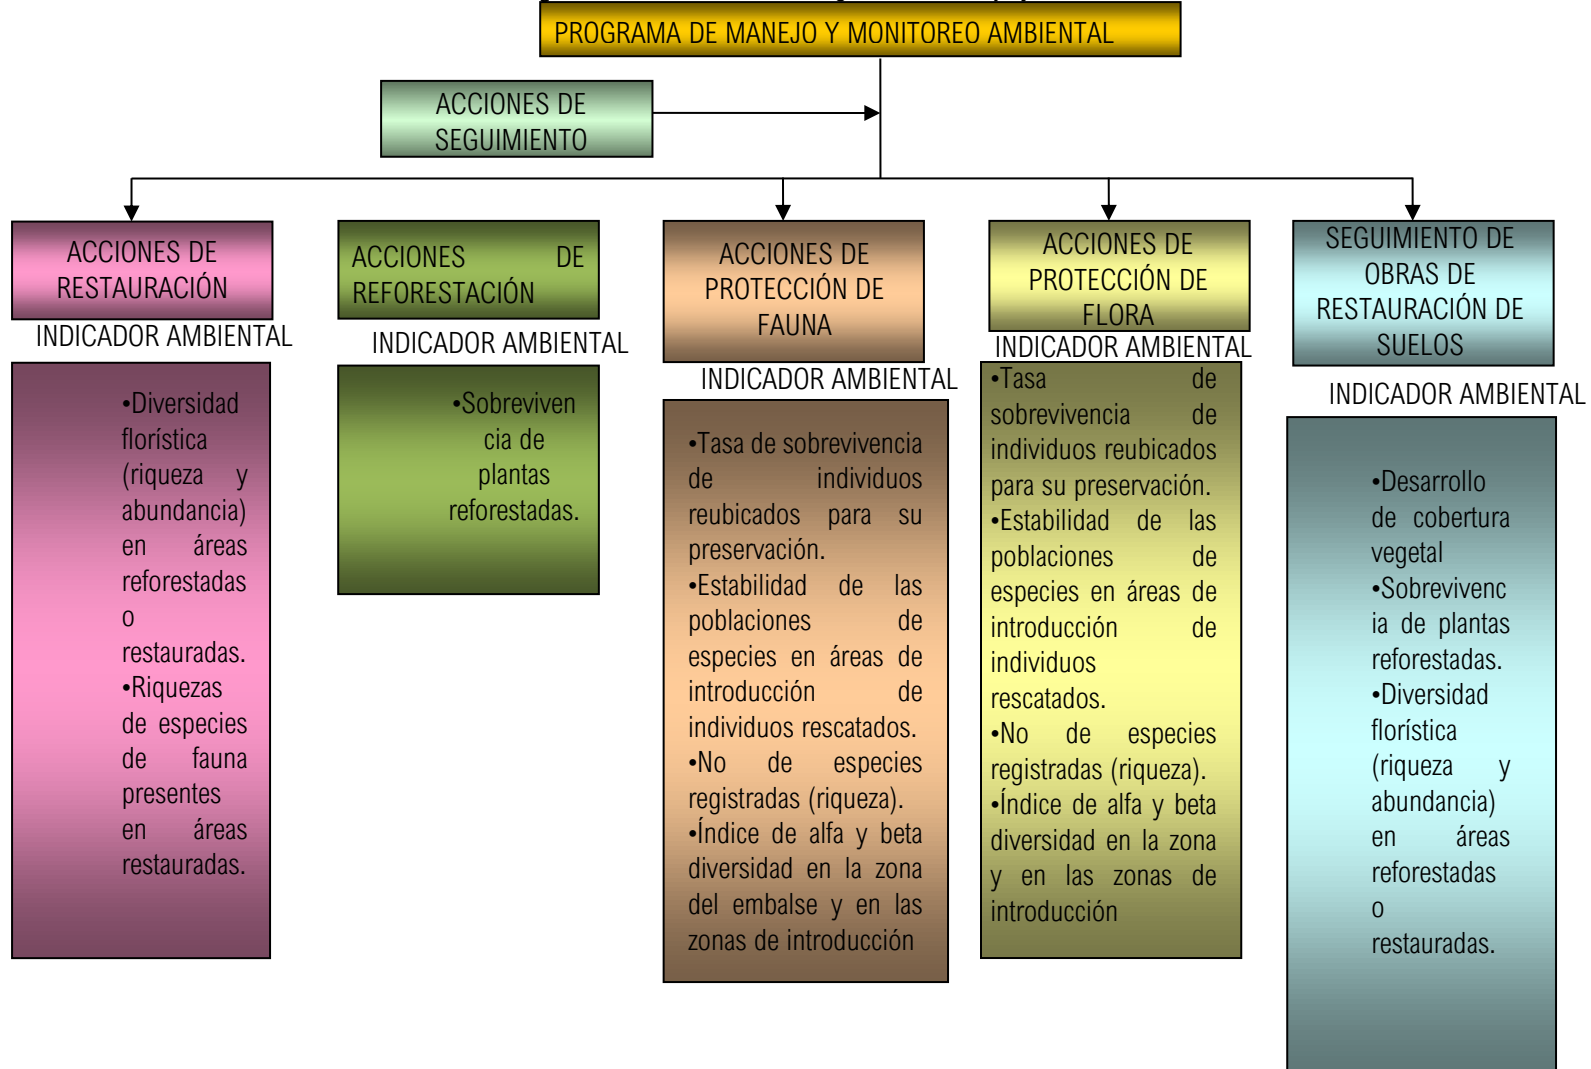 PROGRAMA DE MANEJO Y MONITOREO AMBIENTAL
ACCIONES DE
SEGUIMIENTO
ACCIONES DE
RESTAURACIÓN
INDICADOR AMBIENTAL
•Diversidad
florística
(riqueza y
abundancia)
en áreas
reforestadas
o
restauradas.
•Riquezas
de especies
de fauna
presentes
en áreas
restauradas.
ACCIONES DE
REFORESTACIÓN
INDICADOR AMBIENTAL
•Sobreviven
cia de
plantas
reforestadas.
ACCIONES DE
PROTECCIÓN DE
FAUNA
INDICADOR AMBIENTAL
•Tasa de sobrevivencia
de individuos
reubicados para su
preservación.
•Estabilidad de las
poblaciones de
especies en áreas de
introducción de
individuos rescatados.
•No de especies
registradas (riqueza).
•Índice de alfa y beta
diversidad en la zona
del embalse y en las
zonas de introducción
ACCIONES DE
PROTECCIÓN DE
FLORA
INDICADOR AMBIENTAL
•Tasa de
sobrevivencia de
individuos reubicados
para su preservación.
•Estabilidad de las
poblaciones de
especies en áreas de
introducción de
individuos
rescatados.
•No de especies
registradas (riqueza).
•Índice de alfa y beta
diversidad en la zona
y en las zonas de
introducción
SEGUIMIENTO DE
OBRAS DE
RESTAURACIÓN DE
SUELOS
INDICADOR AMBIENTAL
•Desarrollo
de cobertura
vegetal
•Sobrevivenc
ia de plantas
reforestadas.
•Diversidad
florística
(riqueza y
abundancia)
en áreas
reforestadas
o
restauradas.